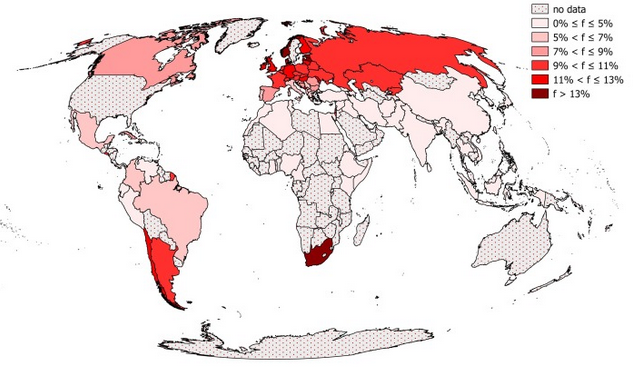 no data
0% ≤ f ≤ 5%
5% < f ≤ 7%
7% < f ≤ 9%
9% < f ≤ 11%
11% < f ≤ 13%
f > 13%